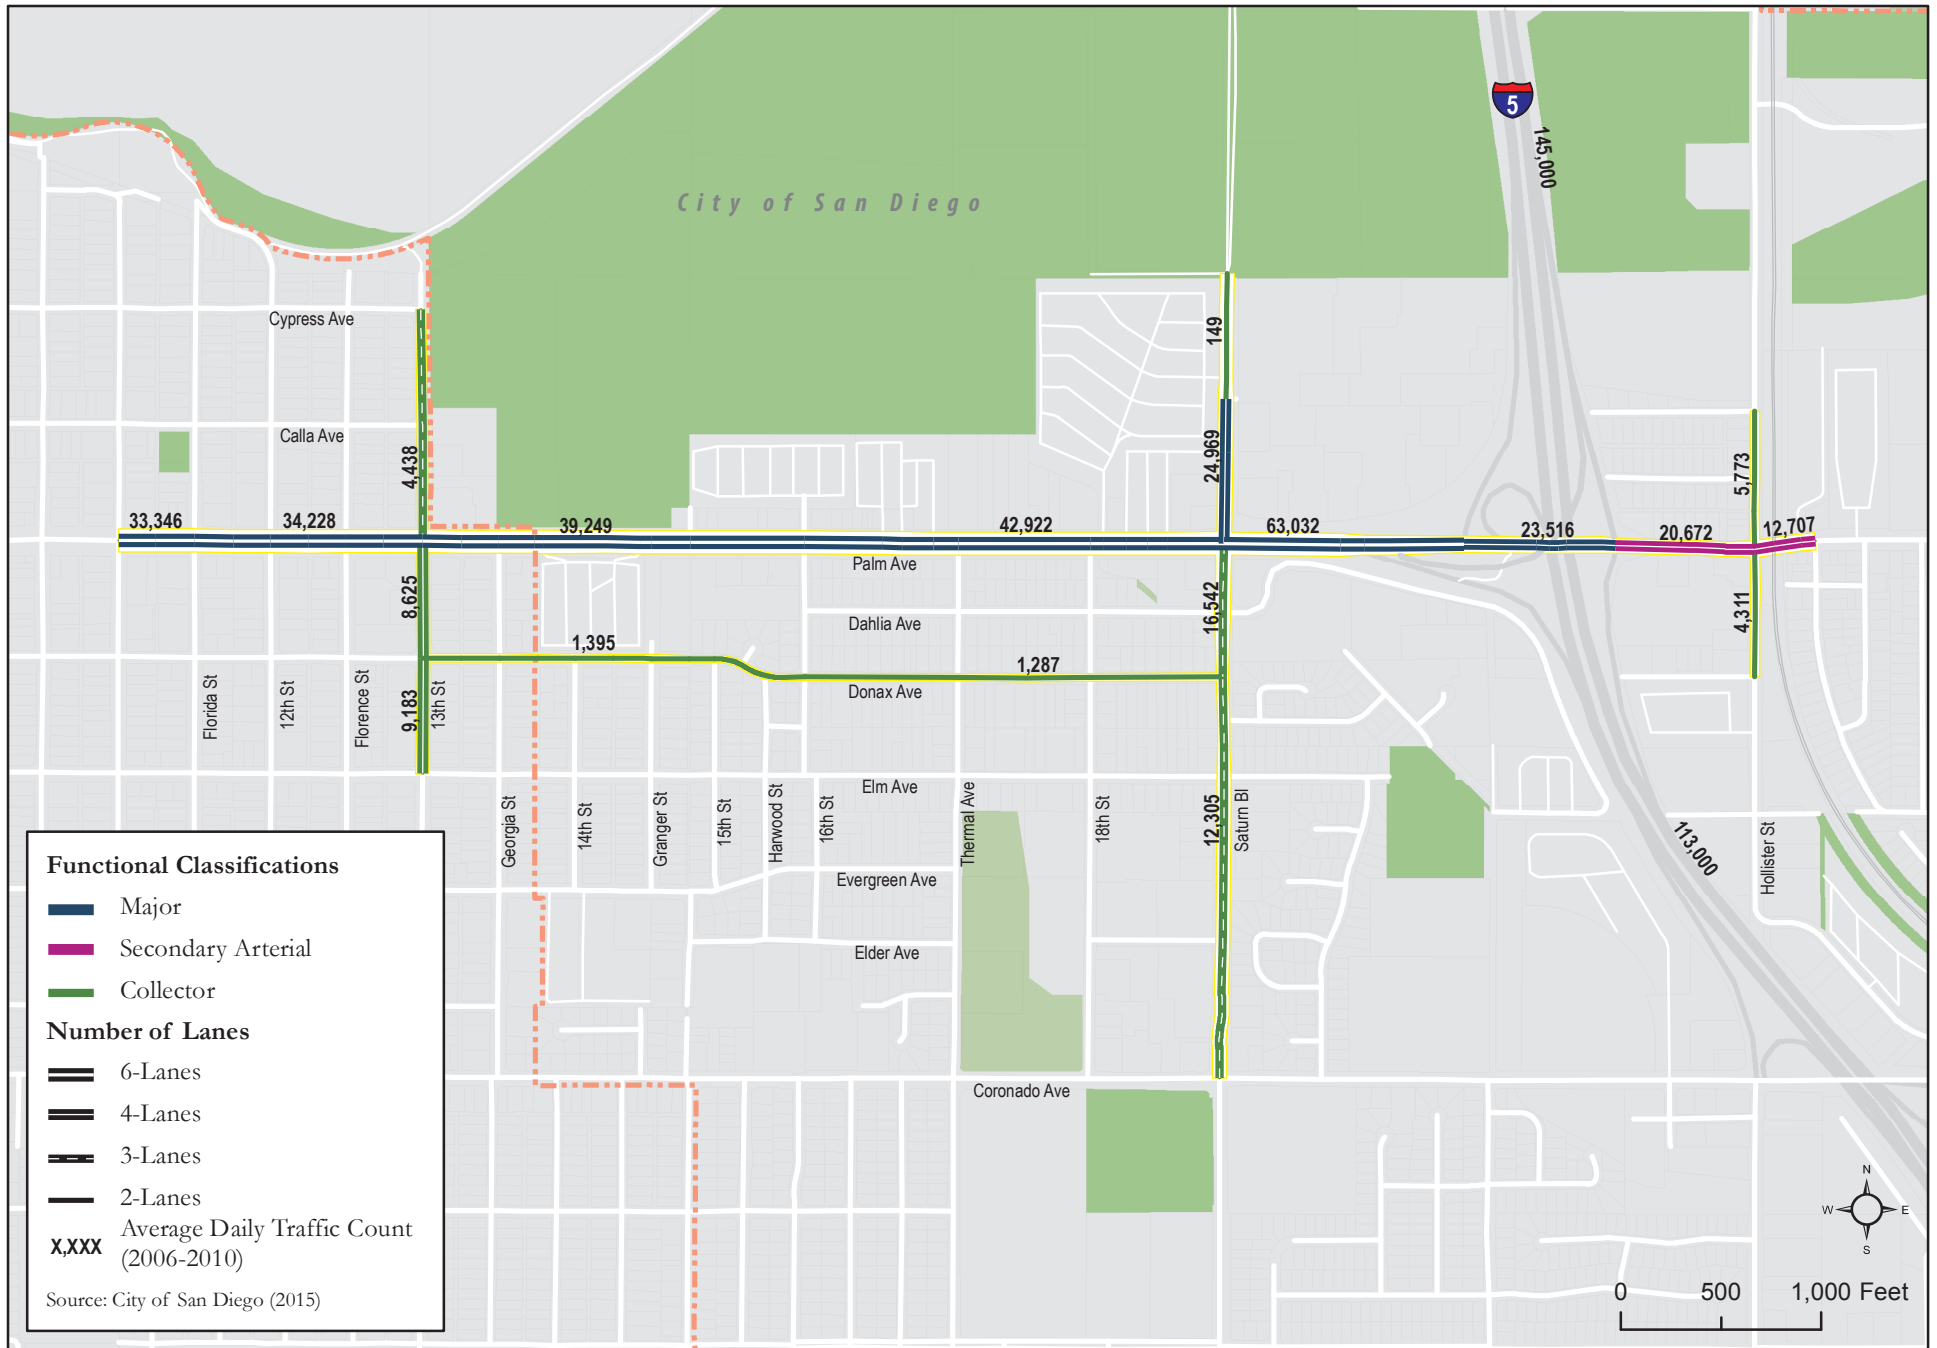 5
145,000
City of San Diego
Cypress Ave
149
Calla Ave
4,438
24,969
5,773
33,346
34,228
39,249
42,922
63,032
23,516
20,672
12,707
Palm Ave
8,625
16,542
4,311
Dahlia Ave
1,395
1,287
Donax Ave
Florida St
12th St
Florence St
9,183
13th St
Elm Ave
Georgia St
14th St
Granger St
15th St
Harwood St
16th St
Thermal Ave
18th St
12,305
Saturn Bl
113,000
Hollister St
Evergreen Ave
Elder Ave
Coronado Ave
Functional Classifications
Major
Secondary Arterial
Collector
Number of Lanes
6-Lanes
4-Lanes
3-Lanes
2-Lanes
X,XXX Average Daily Traffic Count
(2006-2010)
Source: City of San Diego (2015)
N
W E
S
0 500 1,000 Feet